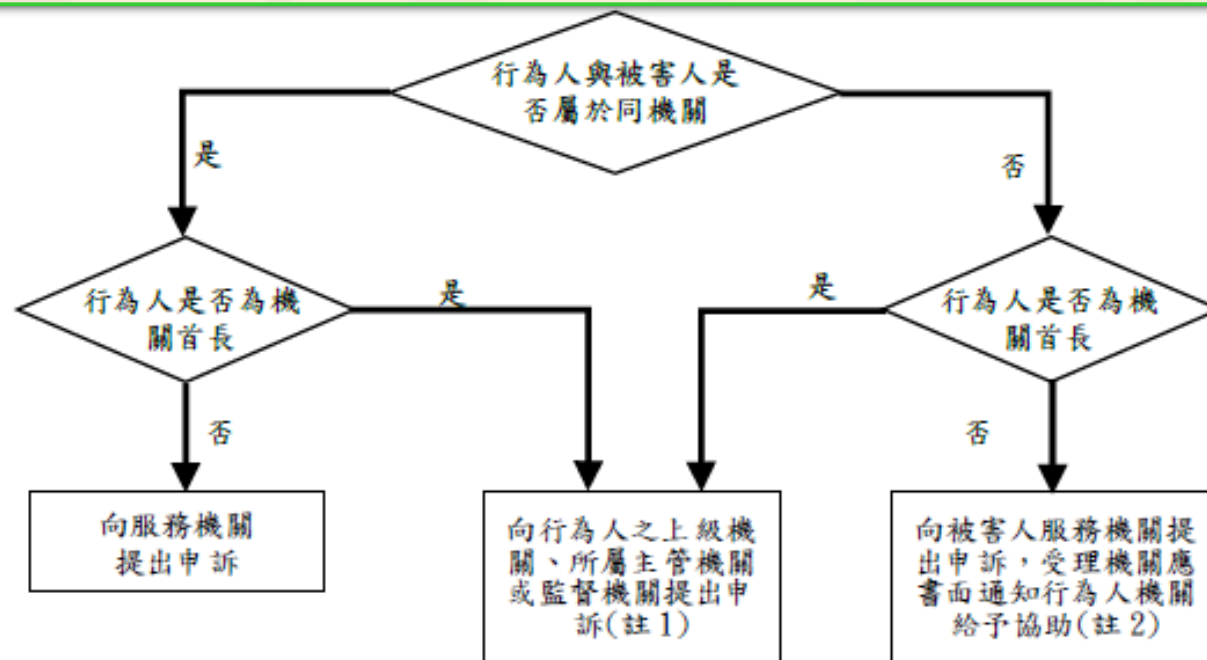 行為人與被害人是
否屬於同機關
是
否
行為人是否為機
關首長
是
是
行為人是否為機
關首長
否
否
向服務機關
提出申訴
向行為人之上級機
關、所屬主管機關
或監督機關提出申
訴(註1)
向被害人服務機關提
出申訴，受理機關應
書面通知行為人機關
給予協助(註2)